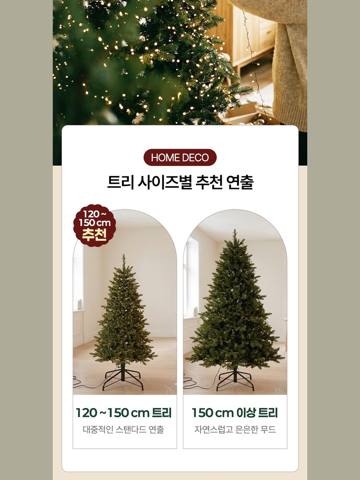 HOME DECO
트리 사이즈별 추천 연출
120 ~
150 cm
추천
120 ~150 cm 트리
대중적인 스탠다드 연출
150 cm 이상 트리
자연스럽고 은은한 무드